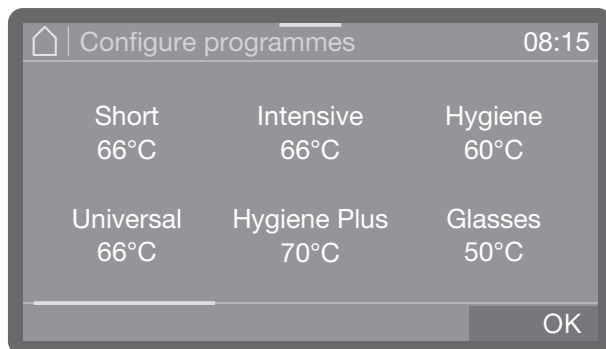 Configure programmes 08:15
Short Intensive Hygiene
66°C 66°C 60°C
Universal Hygiene Plus Glasses
66°C 70°C 50°C
OK